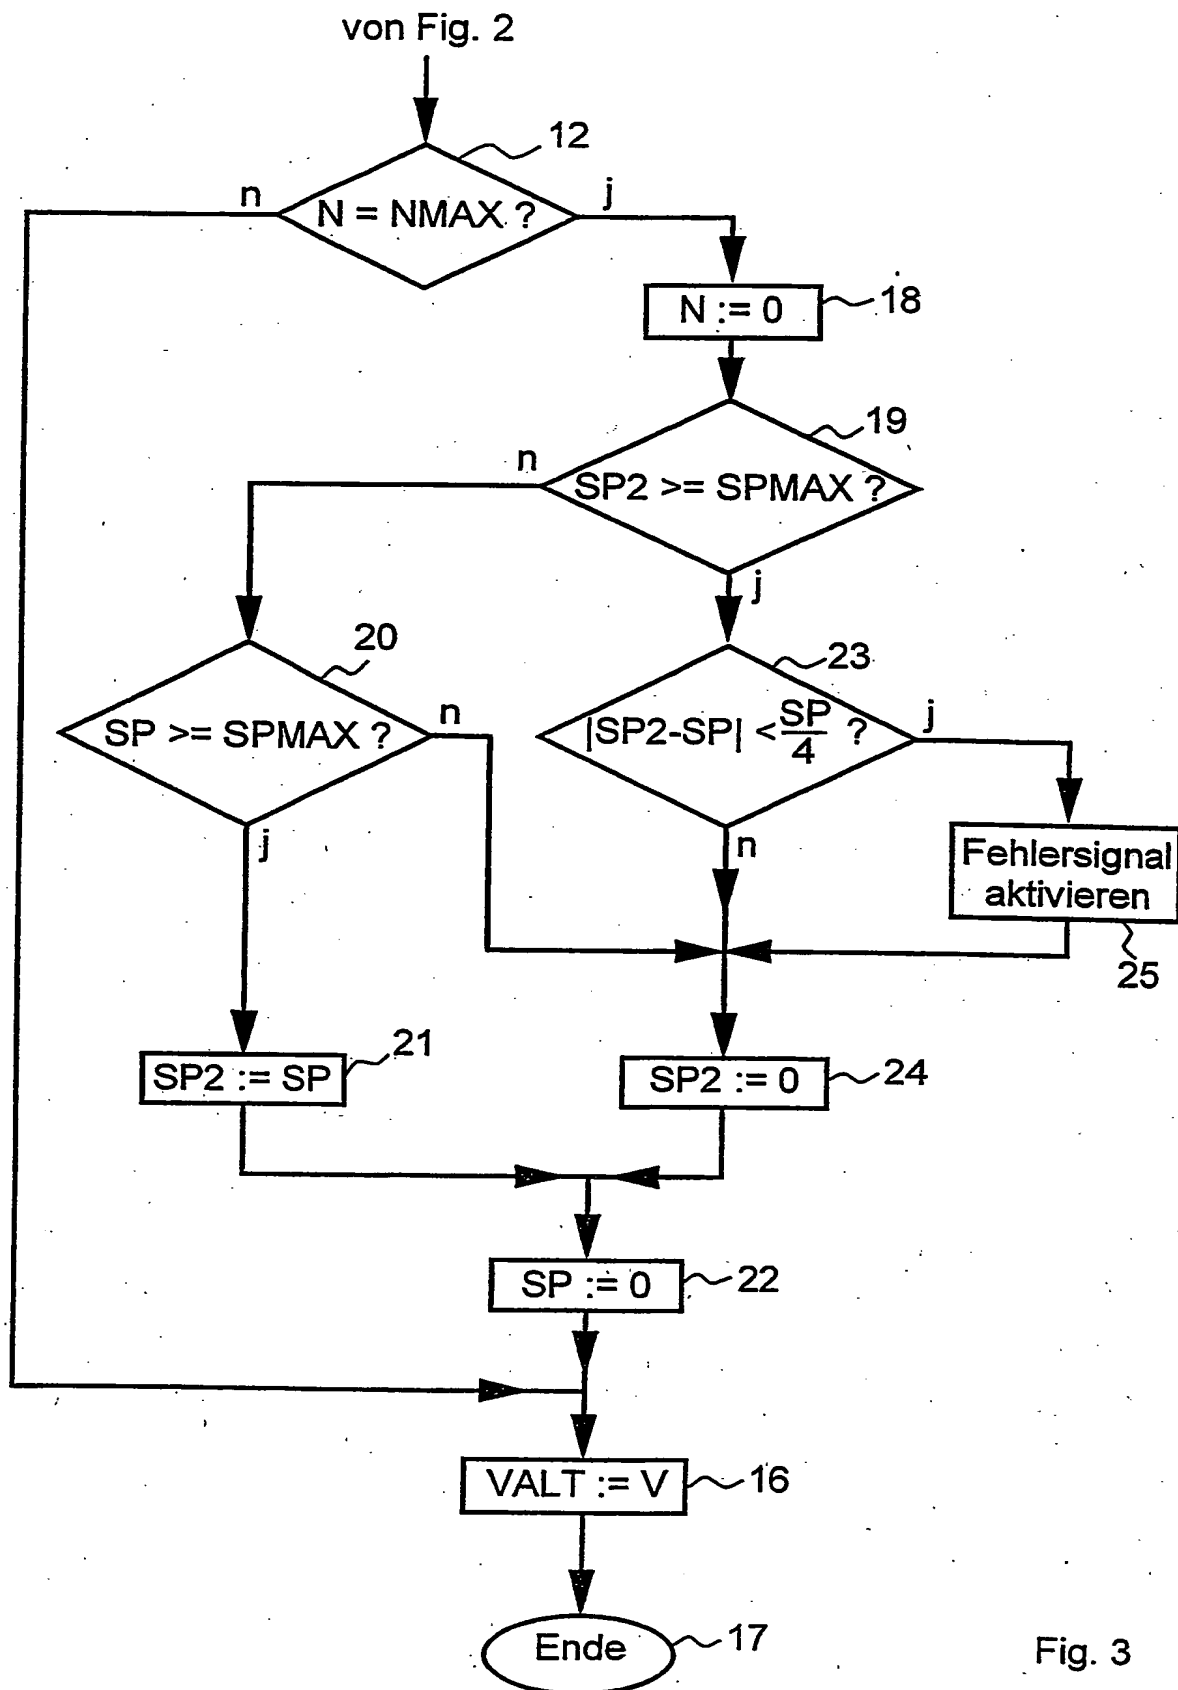 von Fig. 2
12
n
j
N = NMAX ?
N := 0
18
19
n
SP2 >= SPMAX ?
j
20
23
SP >= SPMAX ?
n
|SP2-SP| < SP/4 ?
j
j
n
Fehlersignal
aktivieren
25
21
SP2 := SP
SP2 := 0
24
SP := 0
22
VALT := V
16
Ende
17
Fig. 3